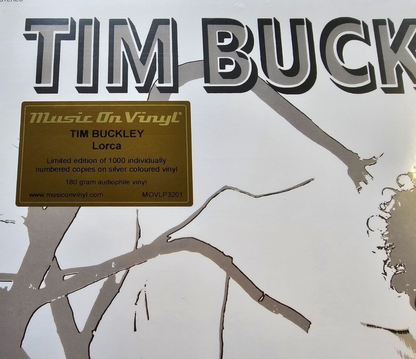 TIM BUCK
Music On Vinyl
TIM BUCKLEY
Lorca
Limited edition of 1000 individually
numbered copies on silver coloured vinyl
180 gram audiophile vinyl
www.musiconvinyl.com MOVLP3201